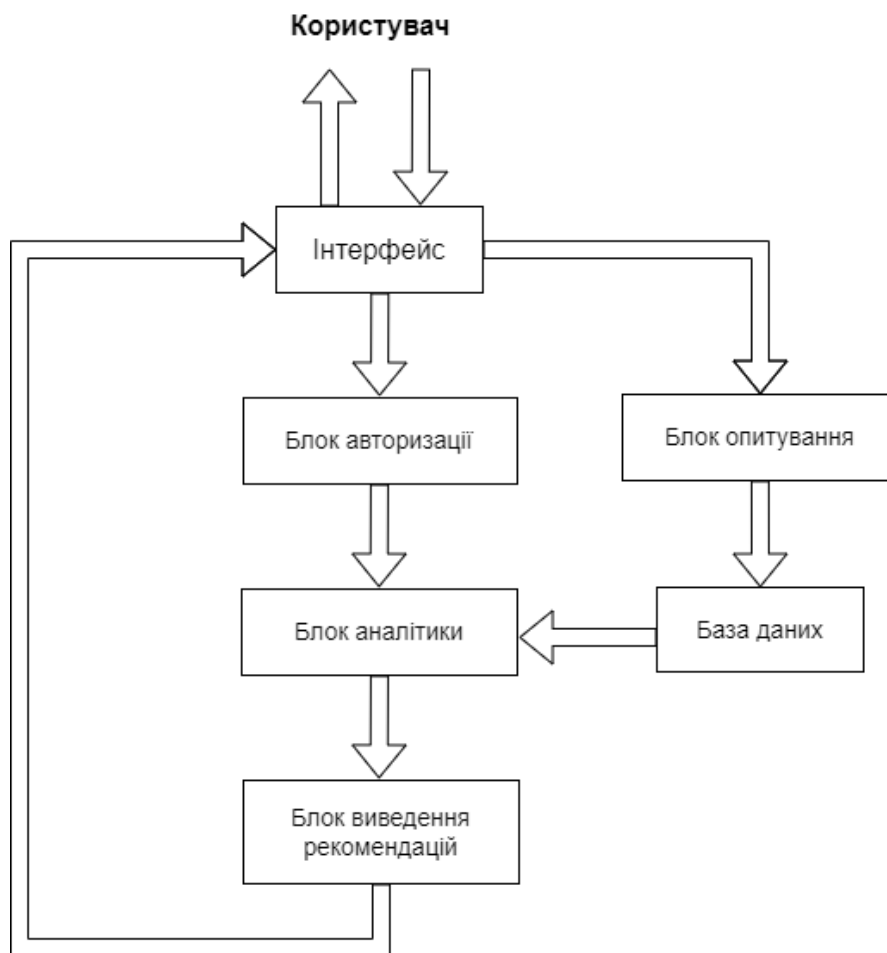 Користувач
Інтерфейс
Блок авторизації
Блок опитування
Блок аналітики
База даних
Блок виведення
рекомендацій